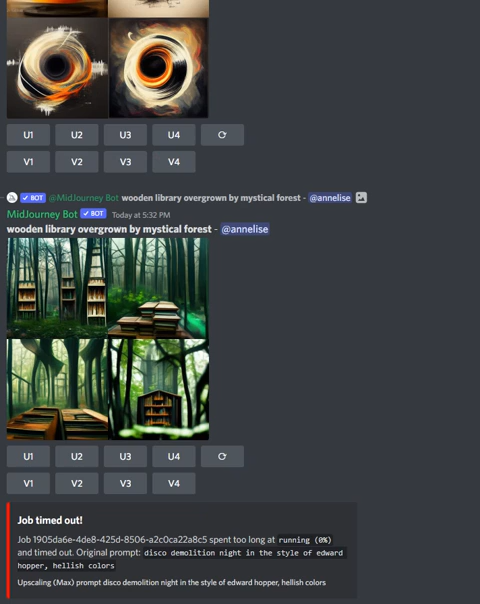 U1 U2 U3 U4
V1 V2 V3 V4
BOT @MidJourney Bot wooden library overgrown by mystical forest - @annelise
MidJourney Bot BOT Today at 5:32 PM
wooden library overgrown by mystical forest - @annelise
U1 U2 U3 U4
V1 V2 V3 V4
Job timed out!
Job 1905da6e-4de8-425d-8506-a2c0ca22a8c5 spent too long at running (0%)
and timed out. Original prompt: disco demolition night in the style of edward
hopper, hellish colors
Upscaling (Max) prompt disco demolition night in the style of edward hopper, hellish colors